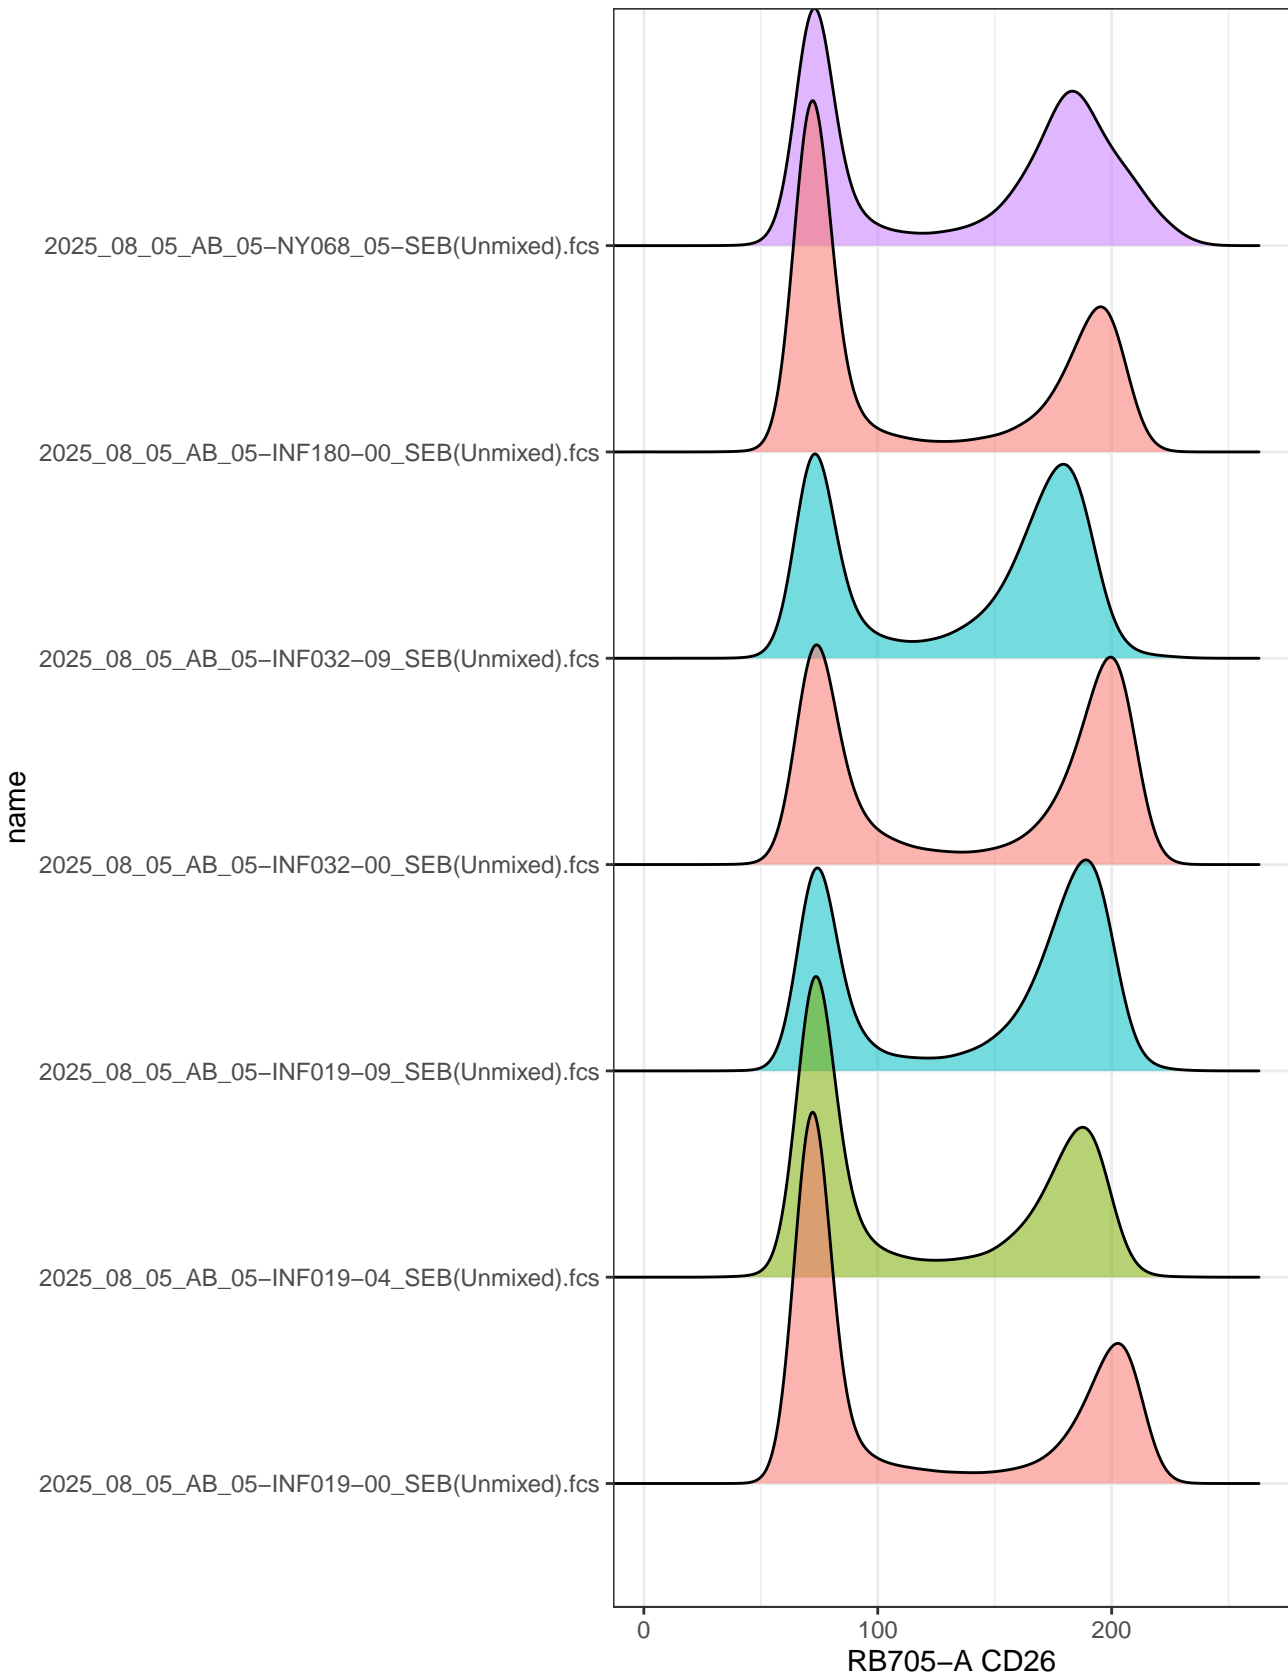 2025_08_05_AB_05−NY068_05−SEB(Unmixed).fcs
2025_08_05_AB_05−INF180−00_SEB(Unmixed).fcs
2025_08_05_AB_05−INF032−09_SEB(Unmixed).fcs
2025_08_05_AB_05−INF032−00_SEB(Unmixed).fcs
2025_08_05_AB_05−INF019−09_SEB(Unmixed).fcs
2025_08_05_AB_05−INF019−04_SEB(Unmixed).fcs
2025_08_05_AB_05−INF019−00_SEB(Unmixed).fcs
name
0 100 200
RB705−A CD26